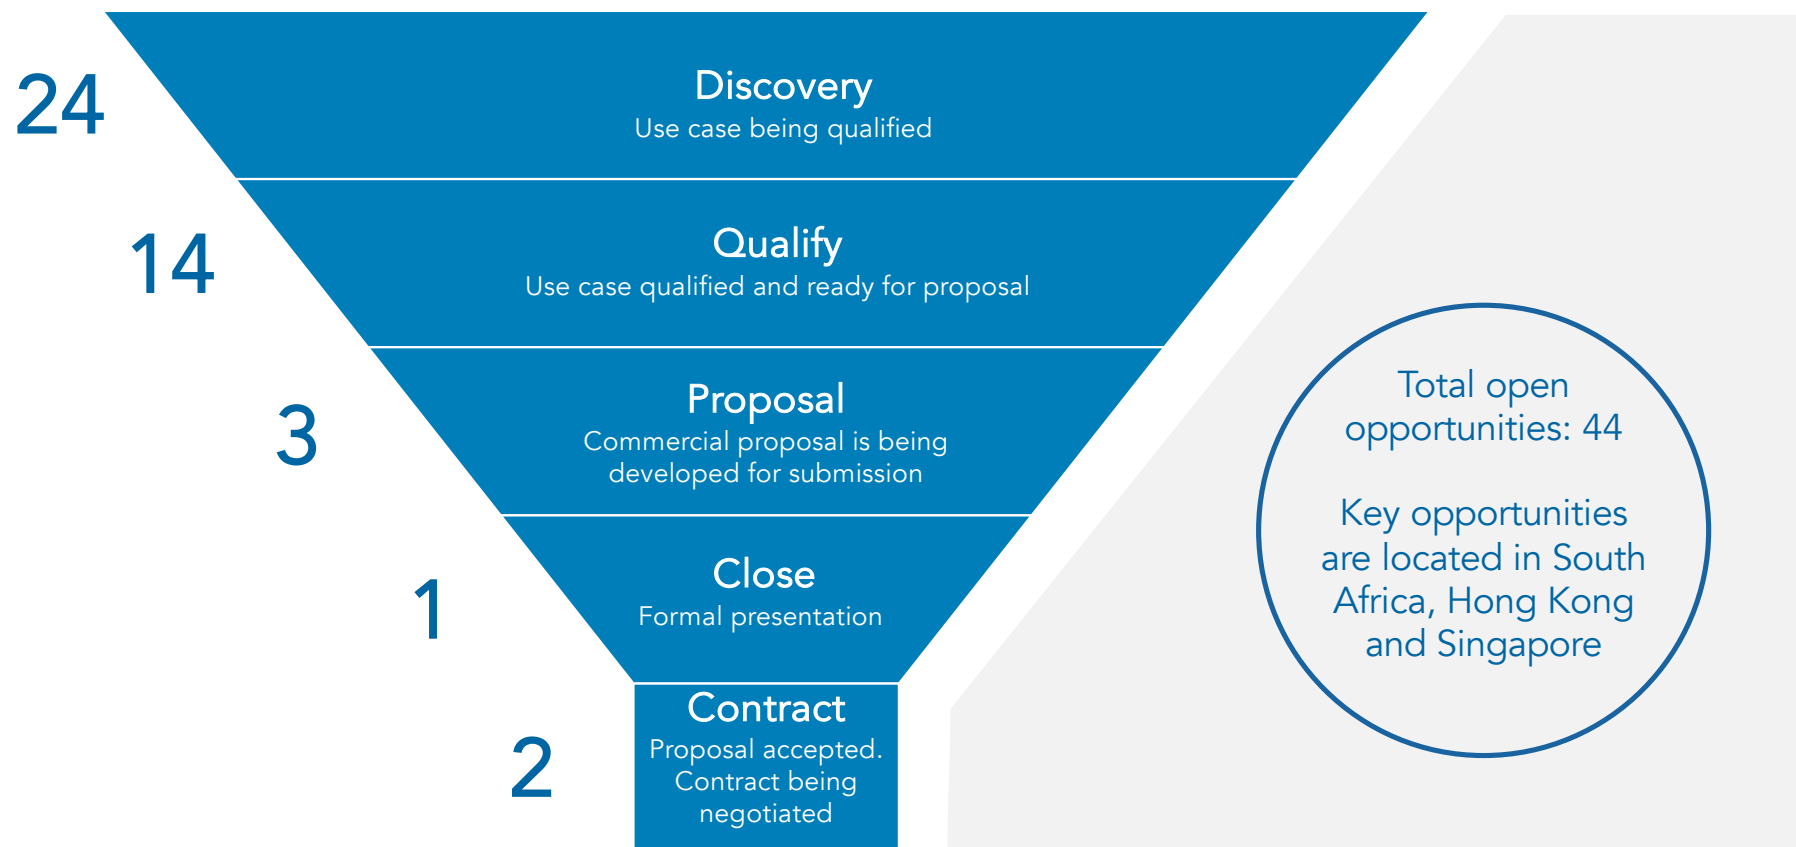 24
Discovery
Use case being qualified
14
Qualify
Use case qualified and ready for proposal
3
Proposal
Commercial proposal is being
developed for submission
1
Close
Formal presentation
2
Contract
Proposal accepted.
Contract being
negotiated
Total open
opportunities: 44
Key opportunities
are located in South
Africa, Hong Kong
and Singapore